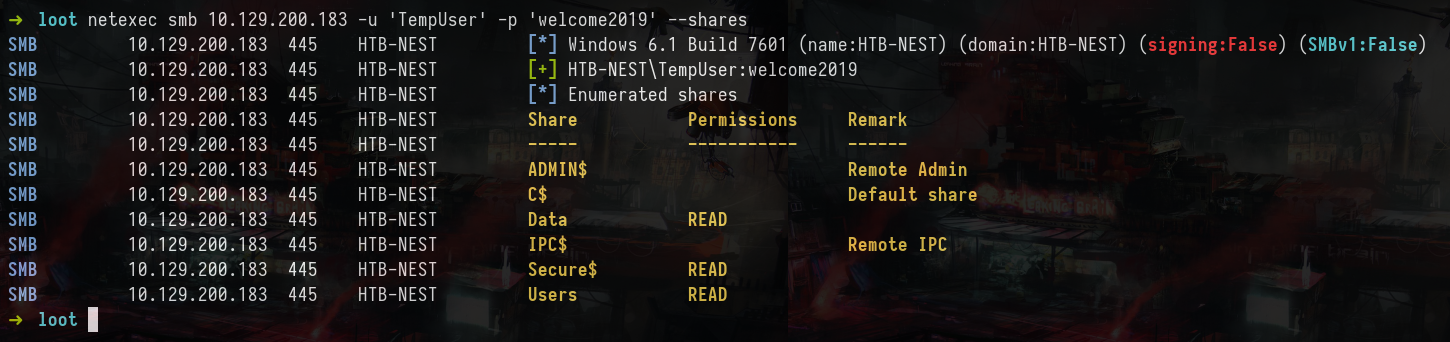 → loot netexec smb 10.129.200.183 -u 'TempUser' -p 'welcome2019' --shares
SMB 10.129.200.183 445 HTB-NEST [*] Windows 6.1 Build 7601 (name:HTB-NEST) (domain:HTB-NEST) (signing:False) (SMBv1:False)
SMB 10.129.200.183 445 HTB-NEST [+] HTB-NEST\TempUser:welcome2019
SMB 10.129.200.183 445 HTB-NEST [*] Enumerated shares
SMB 10.129.200.183 445 HTB-NEST Share Permissions Remark
SMB 10.129.200.183 445 HTB-NEST ----- ----------- ------
SMB 10.129.200.183 445 HTB-NEST ADMIN$ Remote Admin
SMB 10.129.200.183 445 HTB-NEST C$ Default share
SMB 10.129.200.183 445 HTB-NEST Data READ
SMB 10.129.200.183 445 HTB-NEST IPC$ Remote IPC
SMB 10.129.200.183 445 HTB-NEST Secure$ READ
SMB 10.129.200.183 445 HTB-NEST Users READ
→ loot